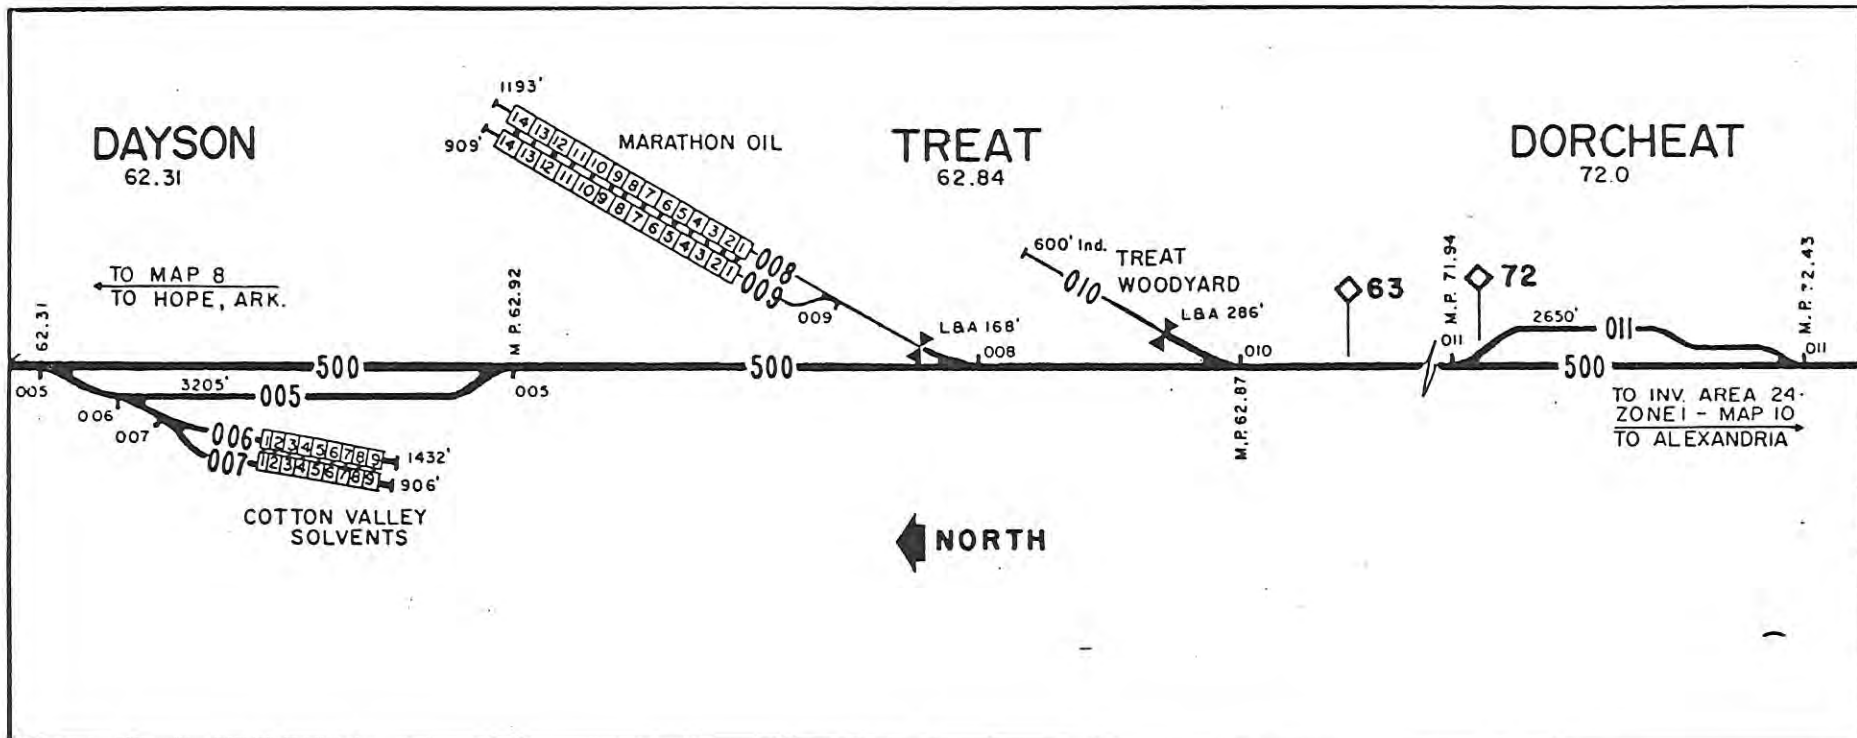 1193'
909'
14 13 12 11 10 9 8 7 6 5 4 3 2 1
14 13 12 11 10 9 8 7 6 5 4 3 2 1
008
009
009
MARATHON OIL
DAYSON
62.31
TREAT
62.84
DORCHEAT
72.0
TO MAP 8
TO HOPE, ARK.
62.31
M.P. 62.92
600' Ind.
TREAT
WOODYARD
010
L&A 168'
L&A 286'
63
M.P. 71.94
72
M.P. 72.43
2650'
011
011
011
500
500
500
005
3205'
005
005
008
010
M.P. 62.87
006
007
006
1 2 3 4 5 6 7 8 9
1432'
007
1 2 3 4 5 6 7 8 9
906'
COTTON VALLEY
SOLVENTS
TO INV. AREA 24-
ZONE 1 - MAP 10
TO ALEXANDRIA
NORTH